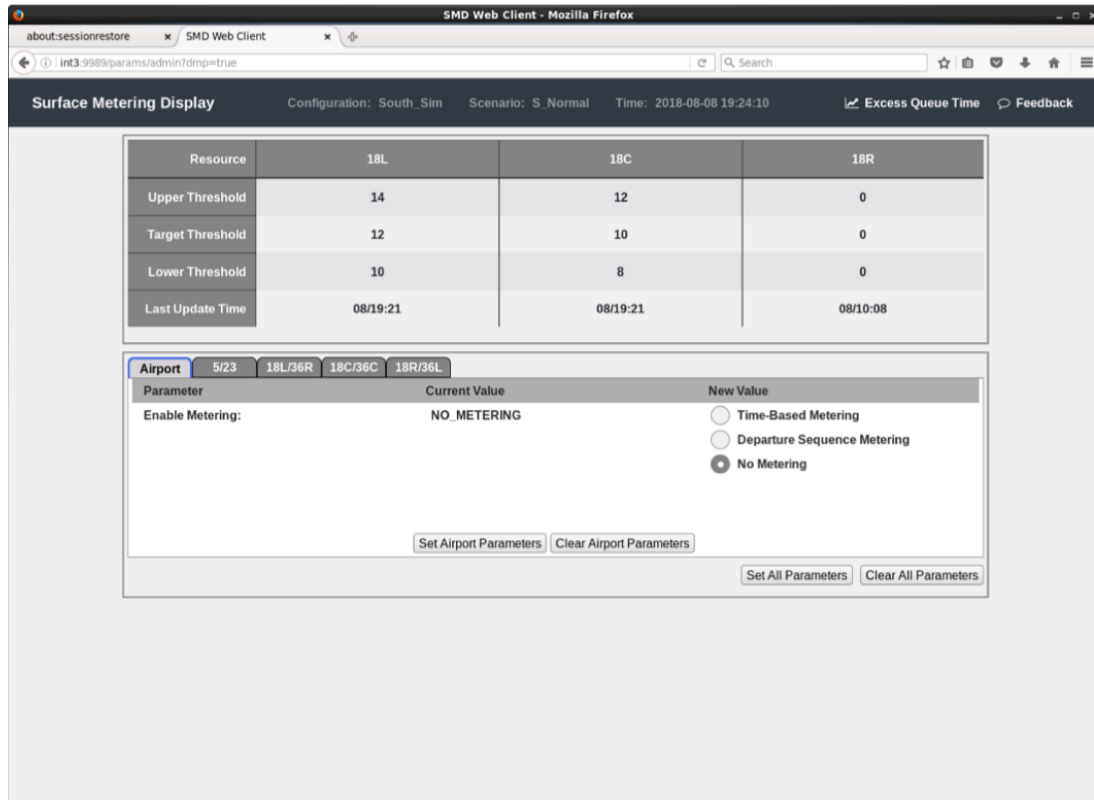 SMD Web Client - Mozilla Firefox
about:sessionrestore
SMD Web Client
int3:9989/params/admin?dmp=true
Search
Surface Metering Display
Configuration: South_Sim
Scenario: S_Normal
Time: 2018-08-08 19:24:10
Excess Queue Time
Feedback
Resource 18L 18C 18R
Upper Threshold 14 12 0
Target Threshold 12 10 0
Lower Threshold 10 8 0
Last Update Time 08/19:21 08/19:21 08/10:08
Airport 5/23 18L/36R 18C/36C 18R/36L
Parameter Current Value New Value
Enable Metering: NO_METERING Time-Based Metering
Departure Sequence Metering
No Metering
Set Airport Parameters Clear Airport Parameters
Set All Parameters Clear All Parameters